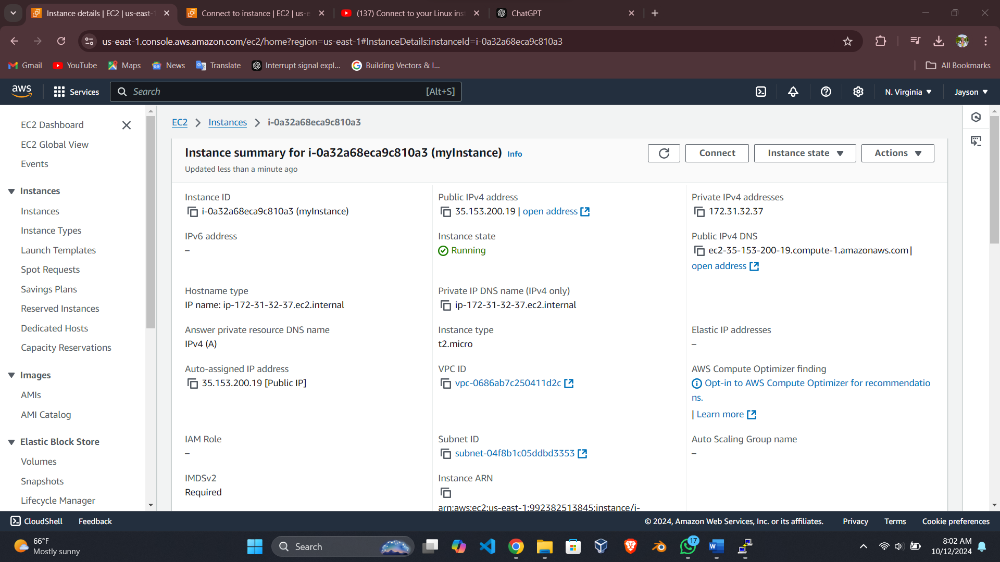 Instance details | EC2 | us-east-1
Connect to instance | EC2 | us-e
(137) Connect to your Linux ins
ChatGPT
us-east-1.console.aws.amazon.com/ec2/home?region=us-east-1#InstanceDetails:instanceId=i-0a32a68eca9c810a3
Gmail
YouTube
Maps
News
Translate
Interrupt signal expl...
Building Vectors & I...
All Bookmarks
aws
Services
Search
[Alt+S]
N. Virginia
Jayson
EC2 Dashboard
EC2 Global View
Events
Instances
Instances
Instance Types
Launch Templates
Spot Requests
Savings Plans
Reserved Instances
Dedicated Hosts
Capacity Reservations
Images
AMIs
AMI Catalog
Elastic Block Store
Volumes
Snapshots
Lifecycle Manager
EC2
Instances
i-0a32a68eca9c810a3
Instance summary for i-0a32a68eca9c810a3 (myInstance) Info
Updated less than a minute ago
Connect
Instance state
Actions
Instance ID
i-0a32a68eca9c810a3 (myInstance)
Public IPv4 address
35.153.200.19 | open address
Private IPv4 addresses
172.31.32.37
IPv6 address
–
Instance state
Running
Public IPv4 DNS
ec2-35-153-200-19.compute-1.amazonaws.com |
open address
Hostname type
IP name: ip-172-31-32-37.ec2.internal
Private IP DNS name (IPv4 only)
ip-172-31-32-37.ec2.internal
Answer private resource DNS name
IPv4 (A)
Instance type
t2.micro
Elastic IP addresses
–
Auto-assigned IP address
35.153.200.19 [Public IP]
VPC ID
vpc-0686ab7c250411d2c
AWS Compute Optimizer finding
Opt-in to AWS Compute Optimizer for recommendatio
ns.
| Learn more
IAM Role
–
Subnet ID
subnet-04f8b1c05ddbd3353
Auto Scaling Group name
–
IMDSv2
Required
Instance ARN
arn:aws:ec2:us-east-1:992382513845:instance/i-
CloudShell
Feedback
© 2024, Amazon Web Services, Inc. or its affiliates.
Privacy
Terms
Cookie preferences
66°F
Mostly sunny
Search
17
8:02 AM
10/12/2024